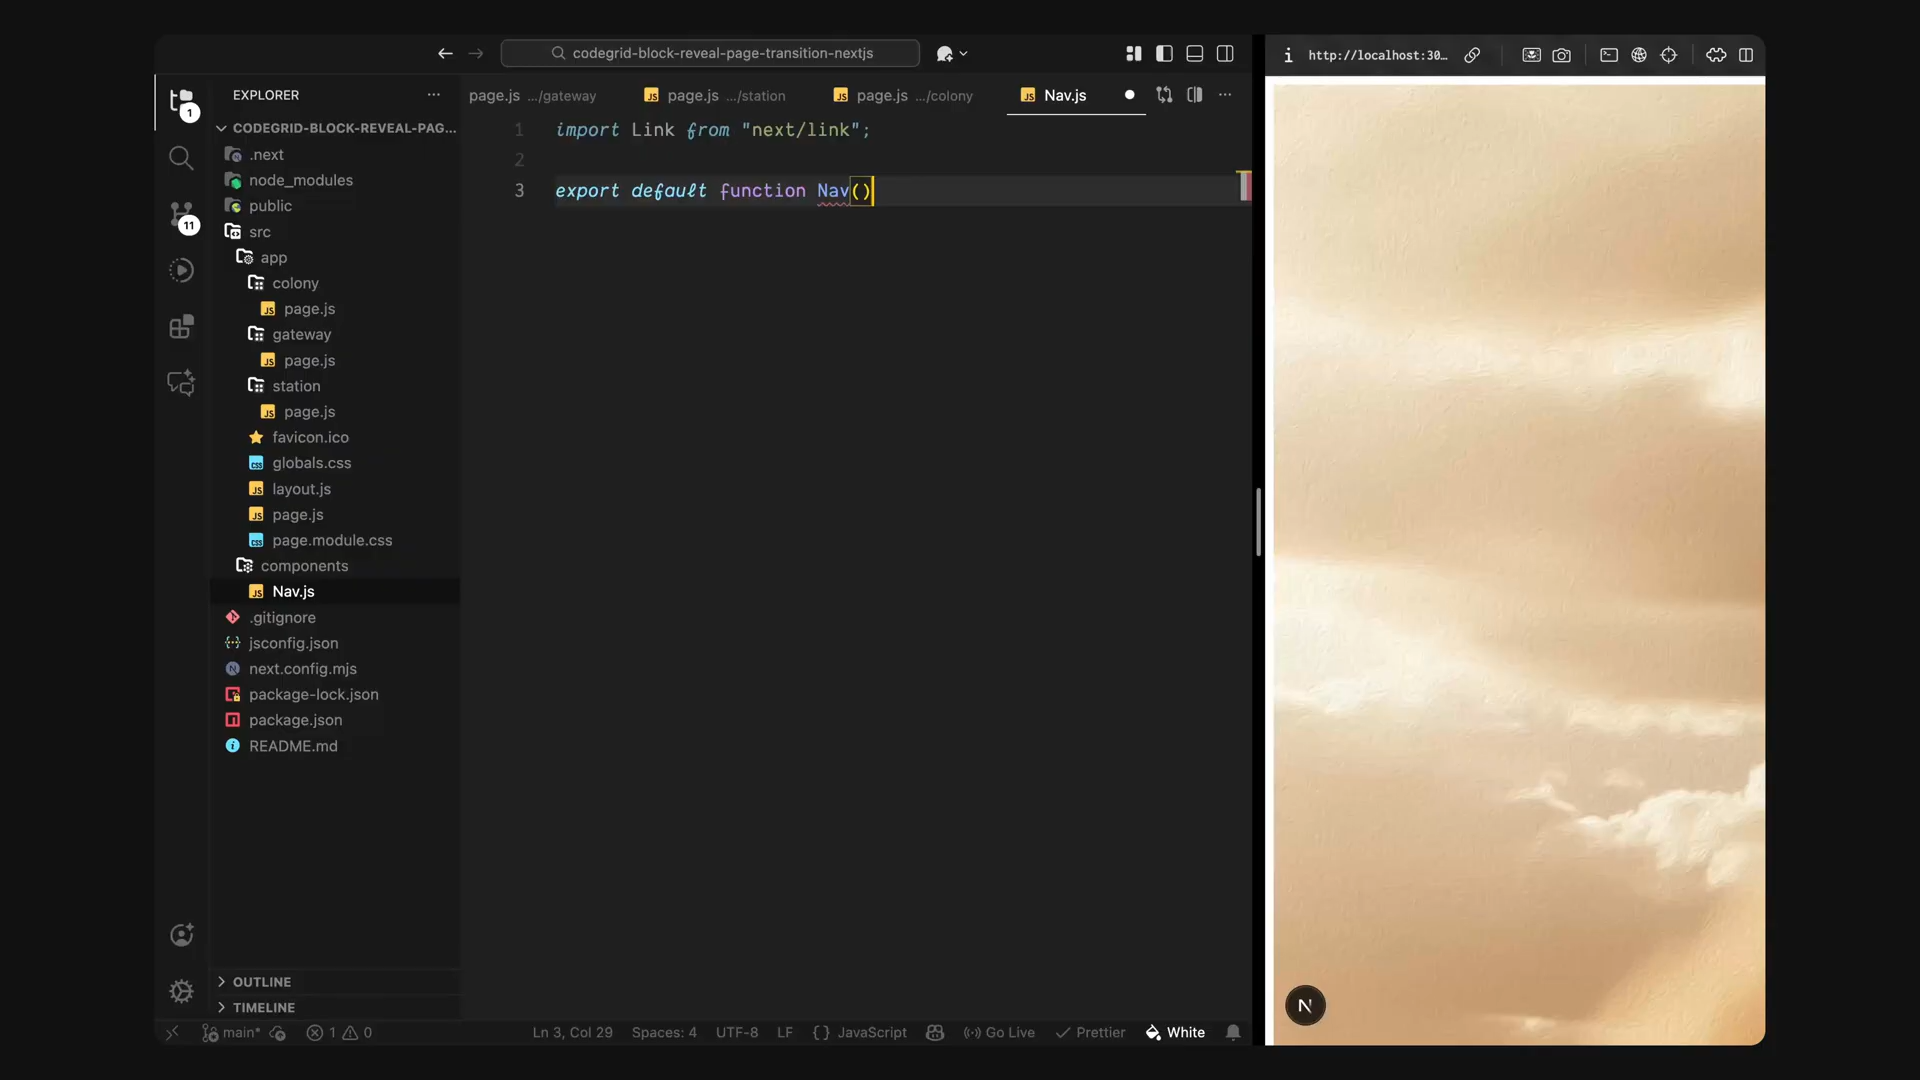 codegrid-block-reveal-page-transition-nextjs
http://localhost:30…
1
11
EXPLORER
CODEGRID-BLOCK-REVEAL-PAG...
.next
node_modules
public
src
app
colony
page.js
gateway
page.js
station
page.js
favicon.ico
globals.css
layout.js
page.js
page.module.css
components
Nav.js
.gitignore
jsconfig.json
next.config.mjs
package-lock.json
package.json
README.md
OUTLINE
TIMELINE
page.js .../gateway
JS page.js .../station
JS page.js .../colony
JS Nav.js
1 import Link from "next/link";
2
3 export default function Nav()
N
main* 1 0 Ln 3, Col 29 Spaces: 4 UTF-8 LF {} JavaScript Go Live Prettier White